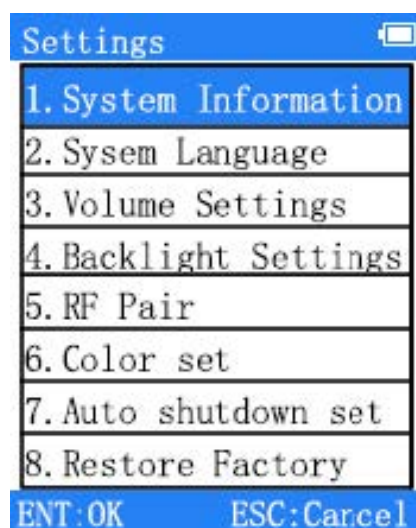 Settings
1. System Information
2. Sysem Language
3. Volume Settings
4. Backlight Settings
5. RF Pair
6. Color set
7. Auto shutdown set
8. Restore Factory
ENT:OK ESC:Cancel